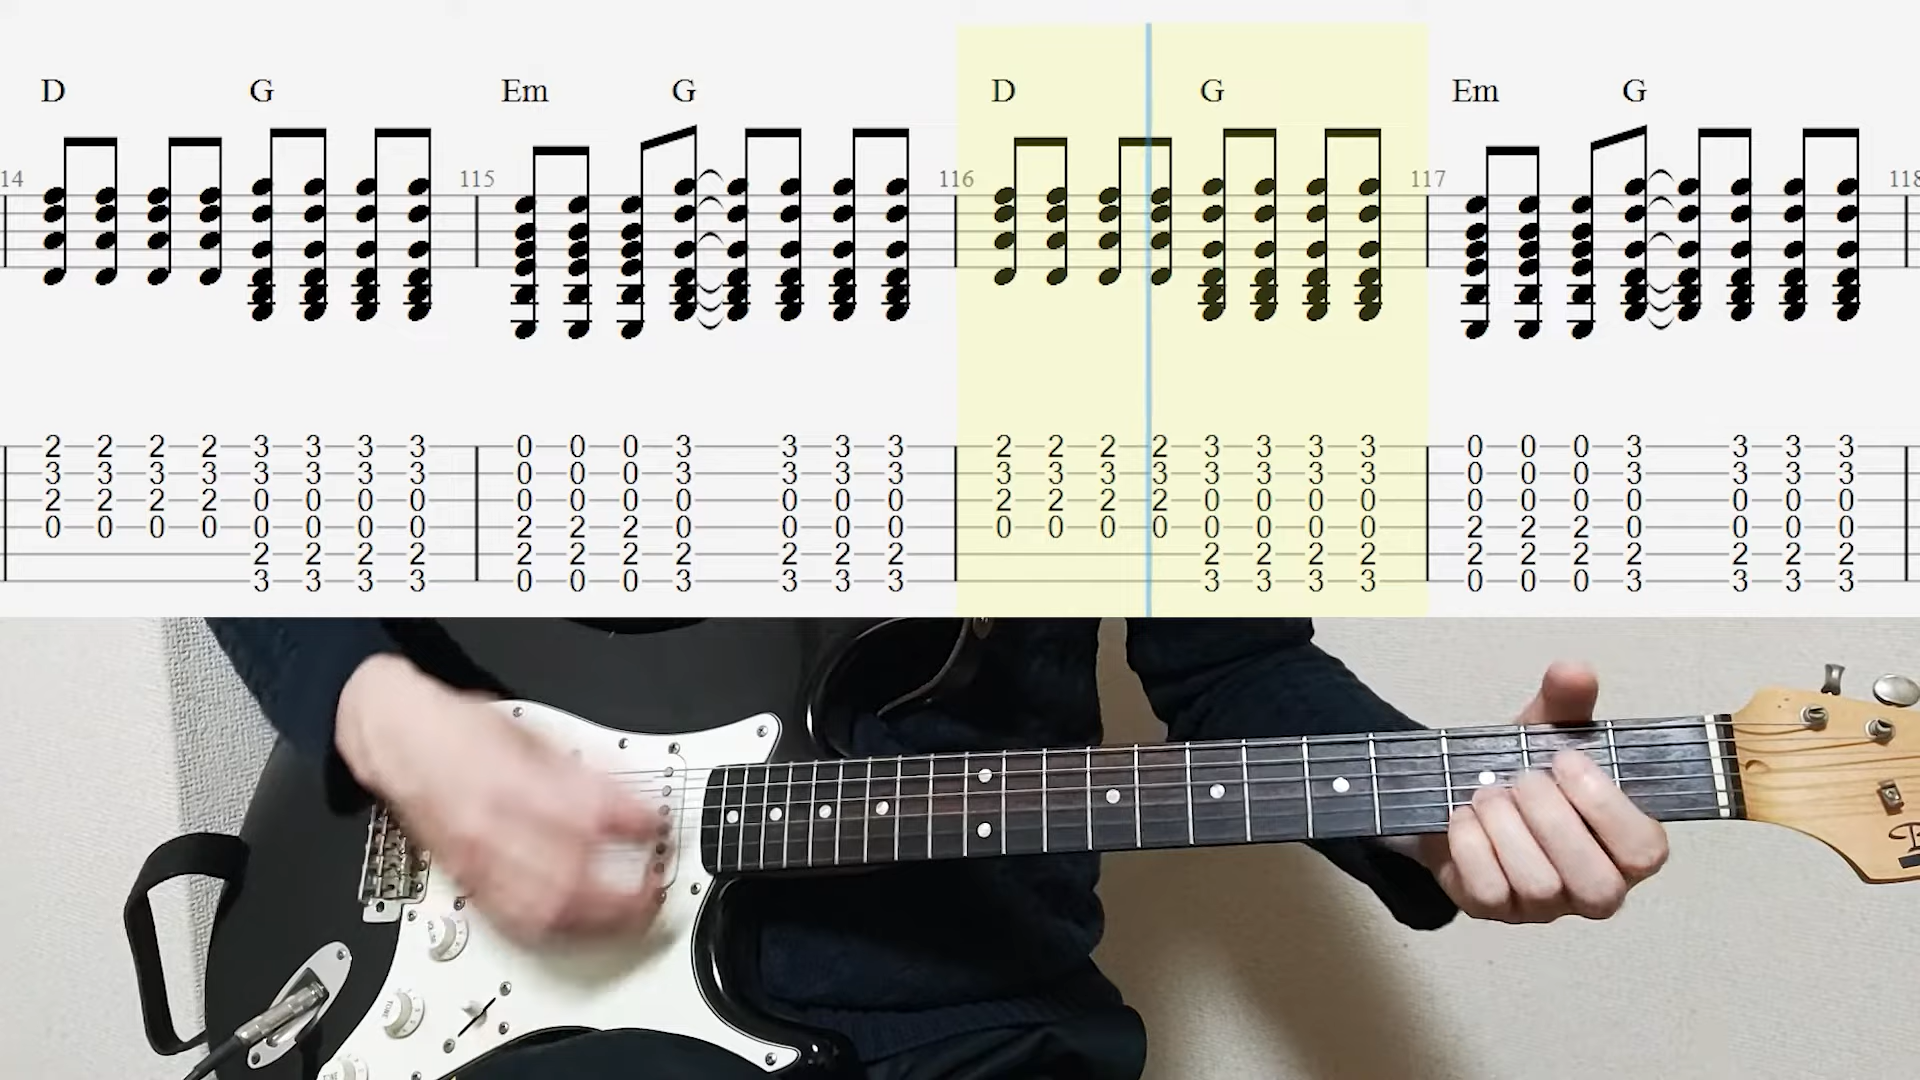 D G Em G D G Em G
14 115 116 117 118
2 2 2 2 3 3 3 3 0 0 0 3 3 3 3 2 2 2 2 3 3 3 3 0 0 0 3 3 3 3
3 3 3 3 3 3 3 3 0 0 0 3 3 3 3 3 3 3 3 3 3 3 3 0 0 0 3 3 3 3
2 2 2 2 0 0 0 0 0 0 0 0 0 0 0 2 2 2 2 0 0 0 0 0 0 0 0 0 0 0
0 0 0 0 0 0 0 0 2 2 2 0 0 0 0 0 0 0 0 0 0 0 0 2 2 2 0 0 0 0
2 2 2 2 2 2 2 2 2 2 2 2 2 2 2 2 2 2 2 2 2 2
3 3 3 3 0 0 0 3 3 3 3 3 3 3 3 0 0 0 3 3 3 3
VOLUME
TONE